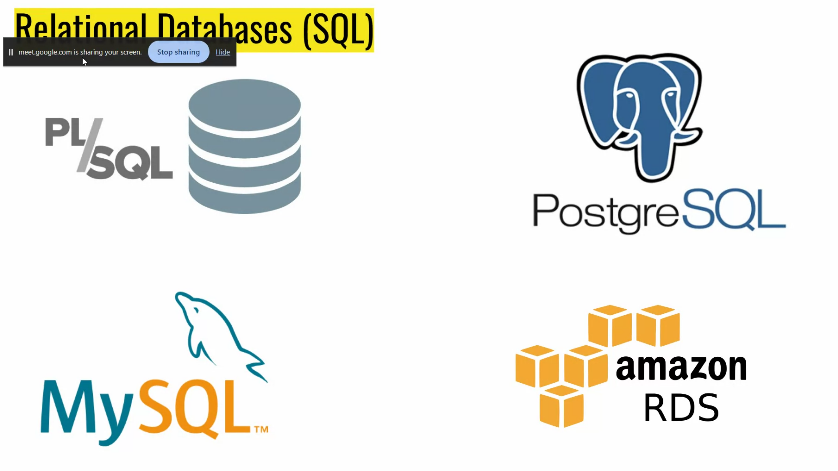 Relational Databases (SQL)
meet.google.com is sharing your screen.
Stop sharing
Hide
PL/SQL
PostgreSQL
MySQL™
amazon
RDS